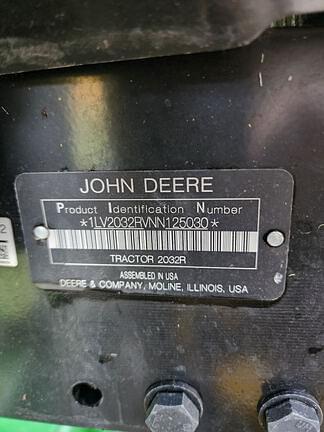 JOHN DEERE
Product Identification Number
*1LV2032RVNN125030*
TRACTOR 2032R
ASSEMBLED IN USA
DEERE & COMPANY, MOLINE, ILLINOIS, USA